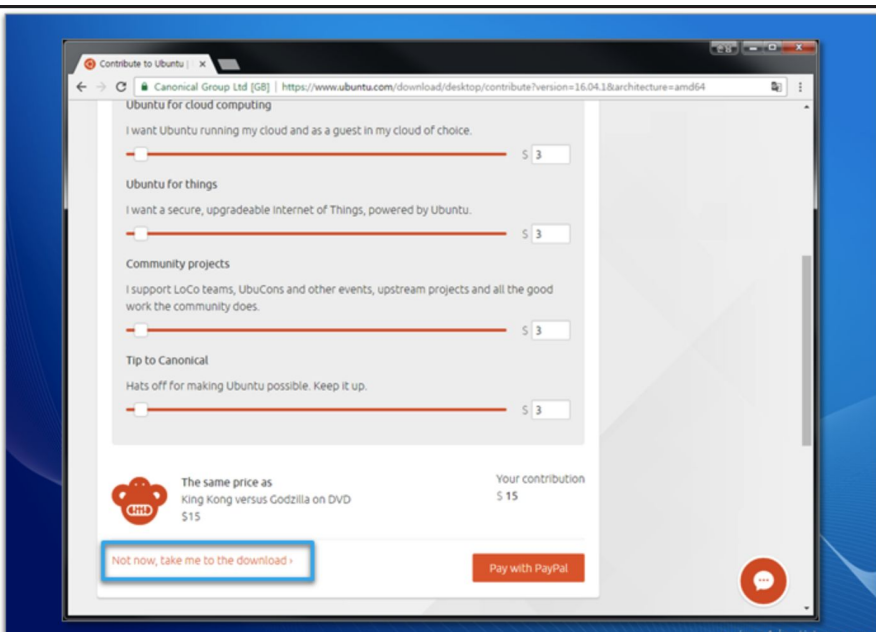 Contribute to Ubuntu |
Canonical Group Ltd [GB] | https://www.ubuntu.com/download/desktop/contribute?version=16.04.1&architecture=amd64
Ubuntu for cloud computing
I want Ubuntu running my cloud and as a guest in my cloud of choice.
$ 3
Ubuntu for things
I want a secure, upgradeable Internet of Things, powered by Ubuntu.
$ 3
Community projects
I support LoCo teams, UbuCons and other events, upstream projects and all the good
work the community does.
$ 3
Tip to Canonical
Hats off for making Ubuntu possible. Keep it up.
$ 3
The same price as
King Kong versus Godzilla on DVD
$15
Your contribution
$ 15
Not now, take me to the download ›
Pay with PayPal